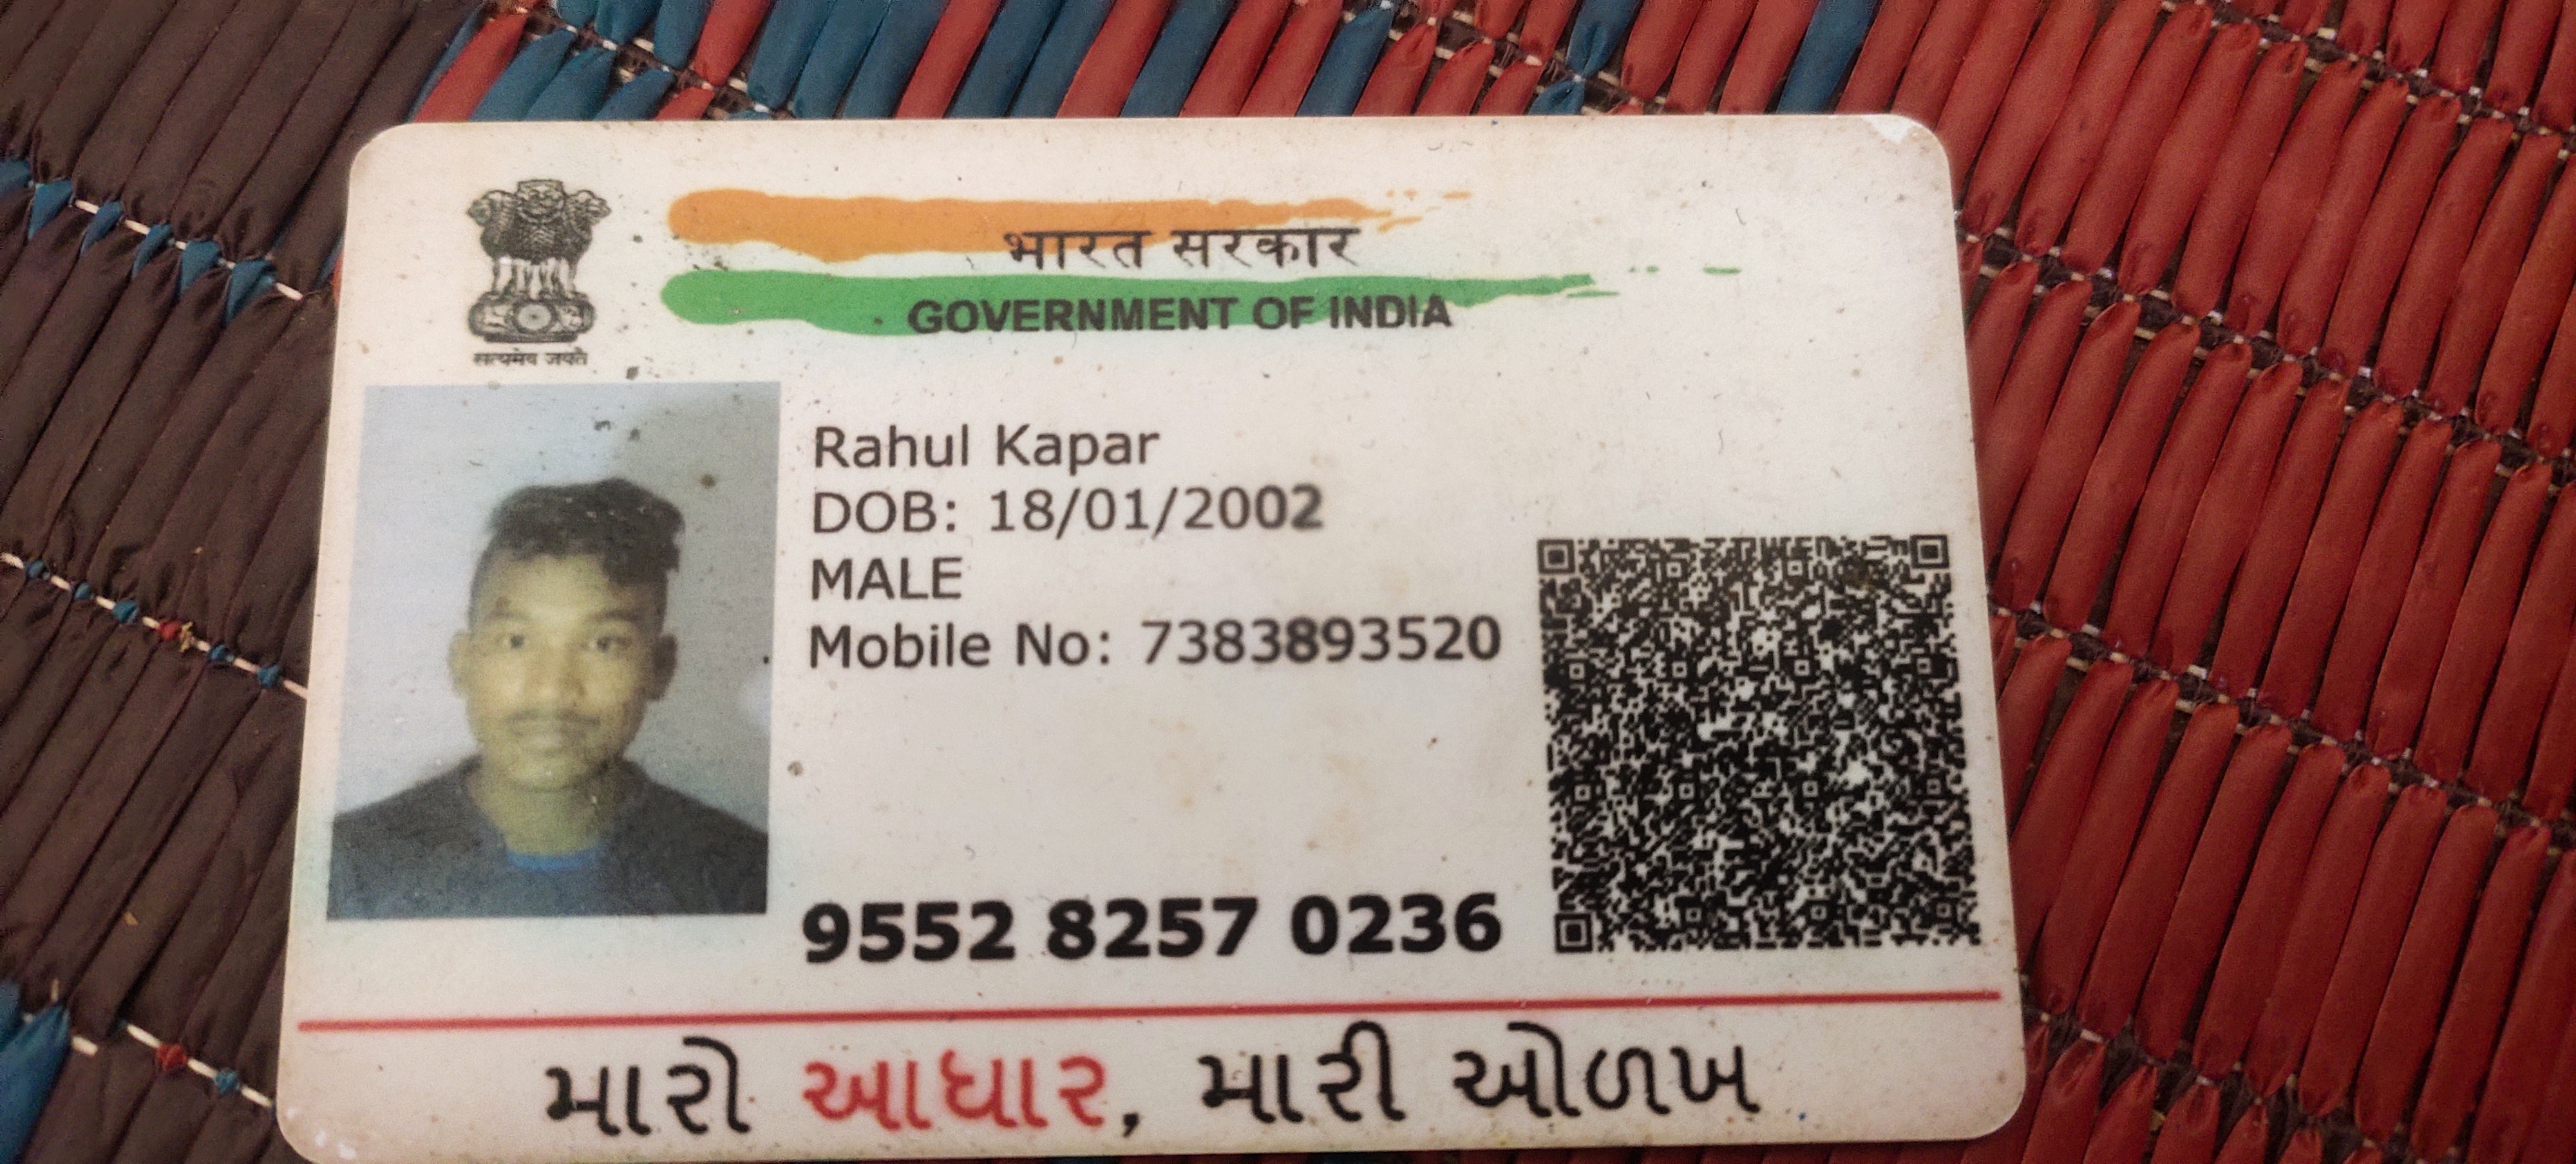 भारत सरकार
GOVERNMENT OF INDIA
सत्यमेव जयते
Rahul Kapar
DOB: 18/01/2002
MALE
Mobile No: 7383893520
9552 8257 0236
મારો આધાર, મારી ઓળખ